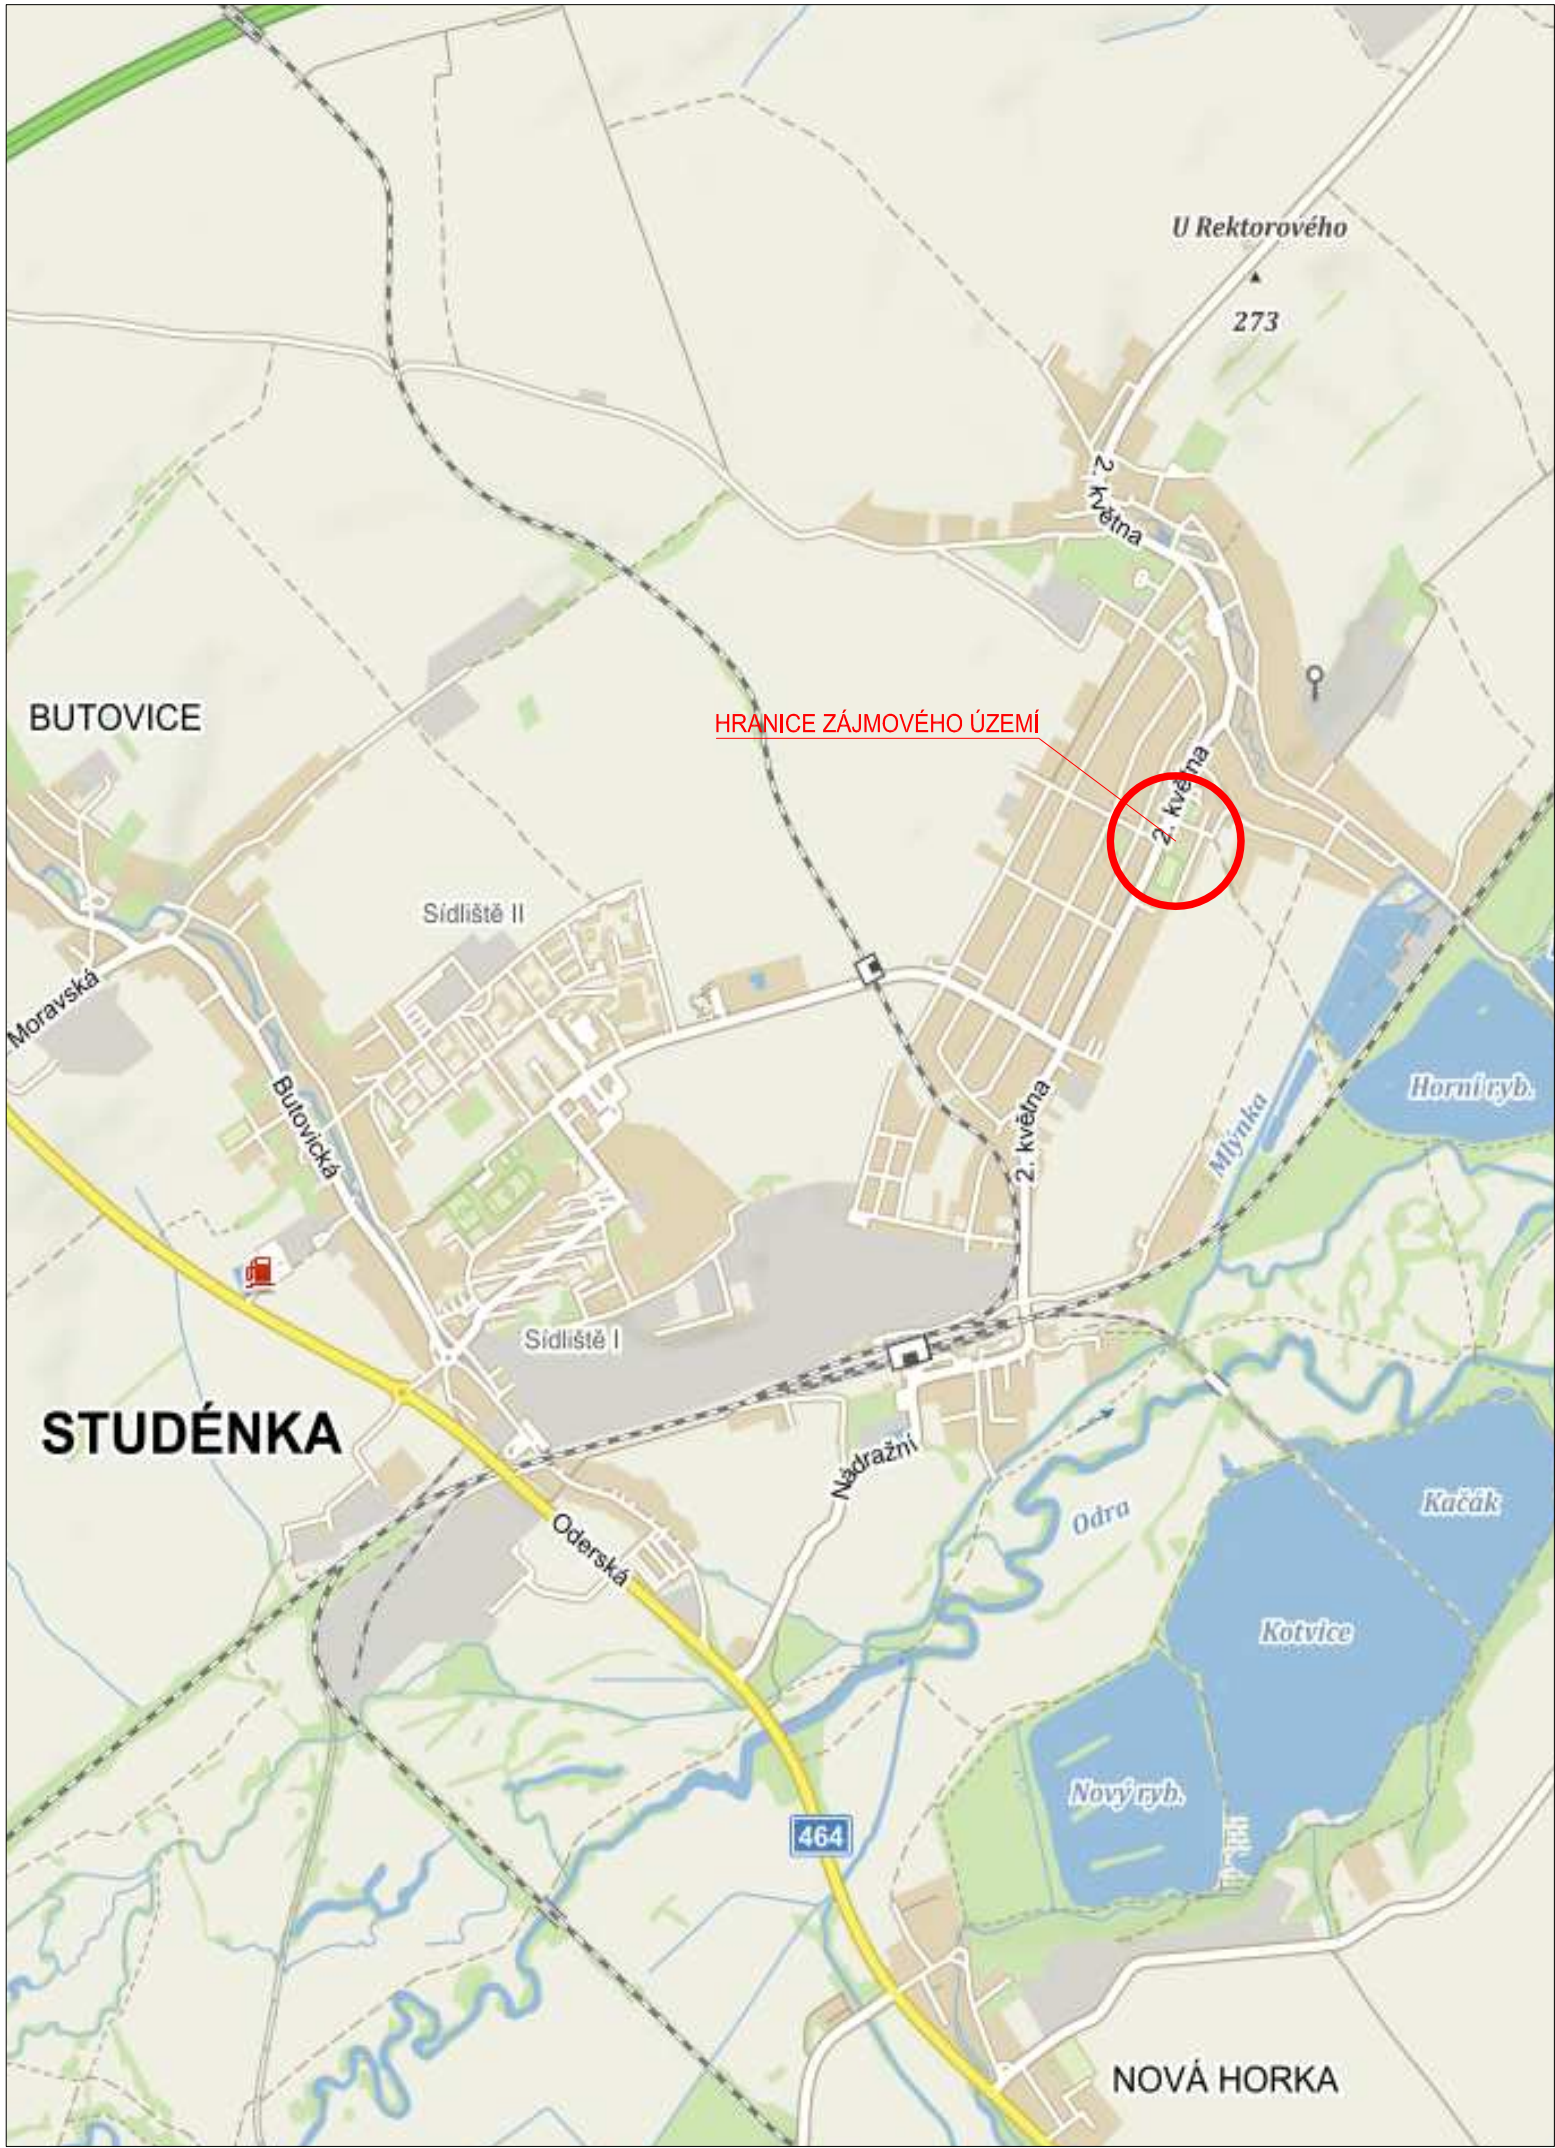 U Rektorového
273
2. května
BUTOVICE
HRANICE ZÁJMOVÉHO ÚZEMÍ
2. května
Sídliště II
Moravská
Butovická
2. května
Mlýnka
Horní ryb.
Sídliště I
STUDÉNKA
Nádražní
Odra
Kačák
Oderská
Kotvice
Nový ryb.
464
NOVÁ HORKA